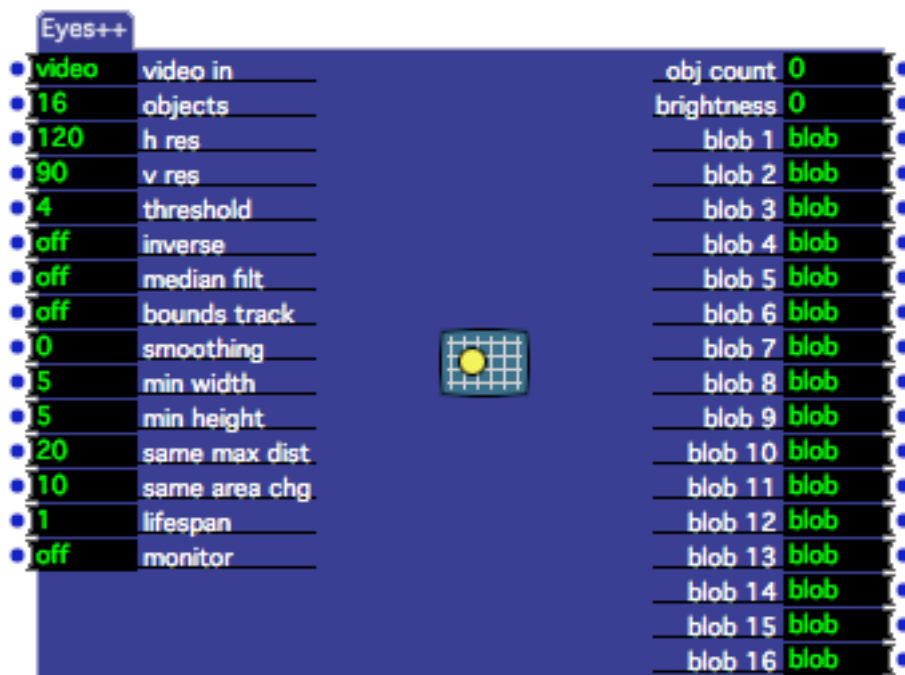 Eyes++
video video in obj count 0
16 objects brightness 0
120 h res blob 1 blob
90 v res blob 2 blob
4 threshold blob 3 blob
off inverse blob 4 blob
off median filt blob 5 blob
off bounds track blob 6 blob
0 smoothing blob 7 blob
5 min width blob 8 blob
5 min height blob 9 blob
20 same max dist blob 10 blob
10 same area chg blob 11 blob
1 lifespan blob 12 blob
off monitor blob 13 blob
blob 14 blob
blob 15 blob
blob 16 blob